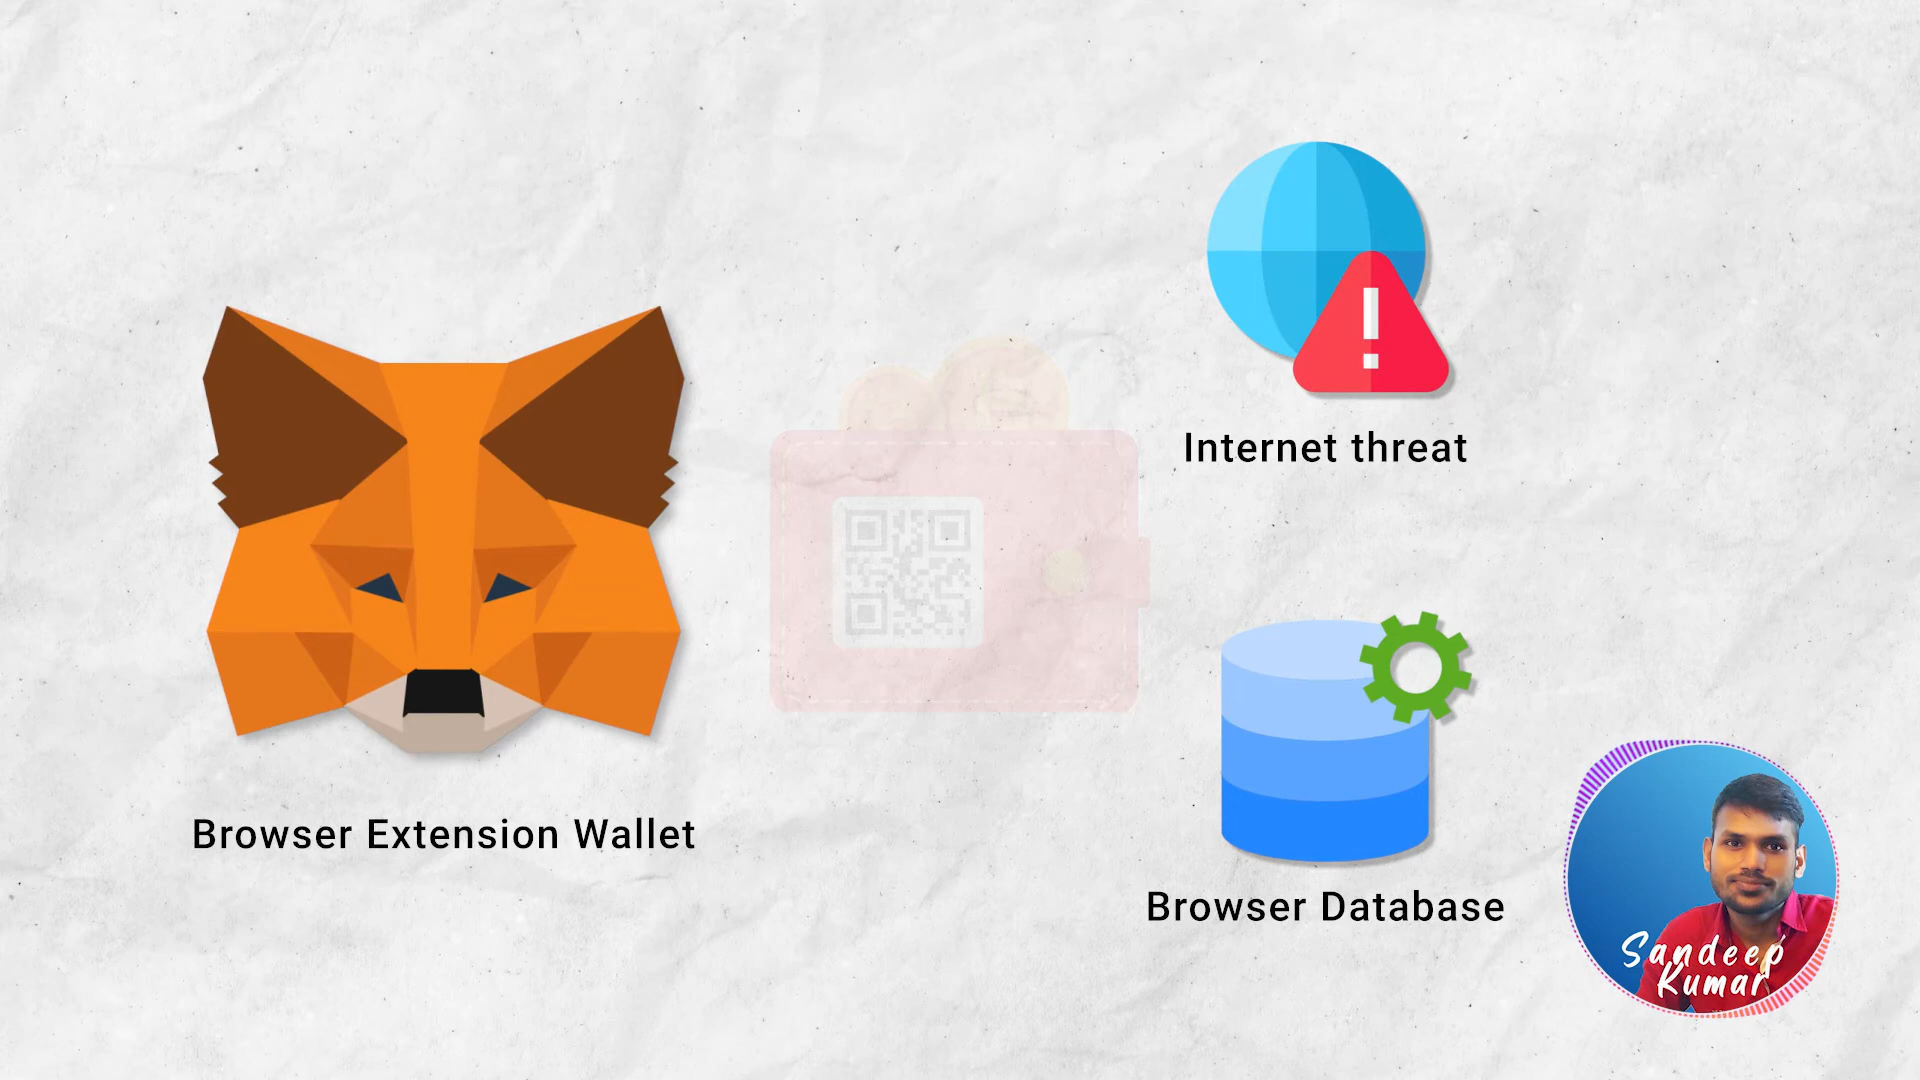 Internet threat
Browser Extension Wallet
Browser Database
Sandeep
Kumar